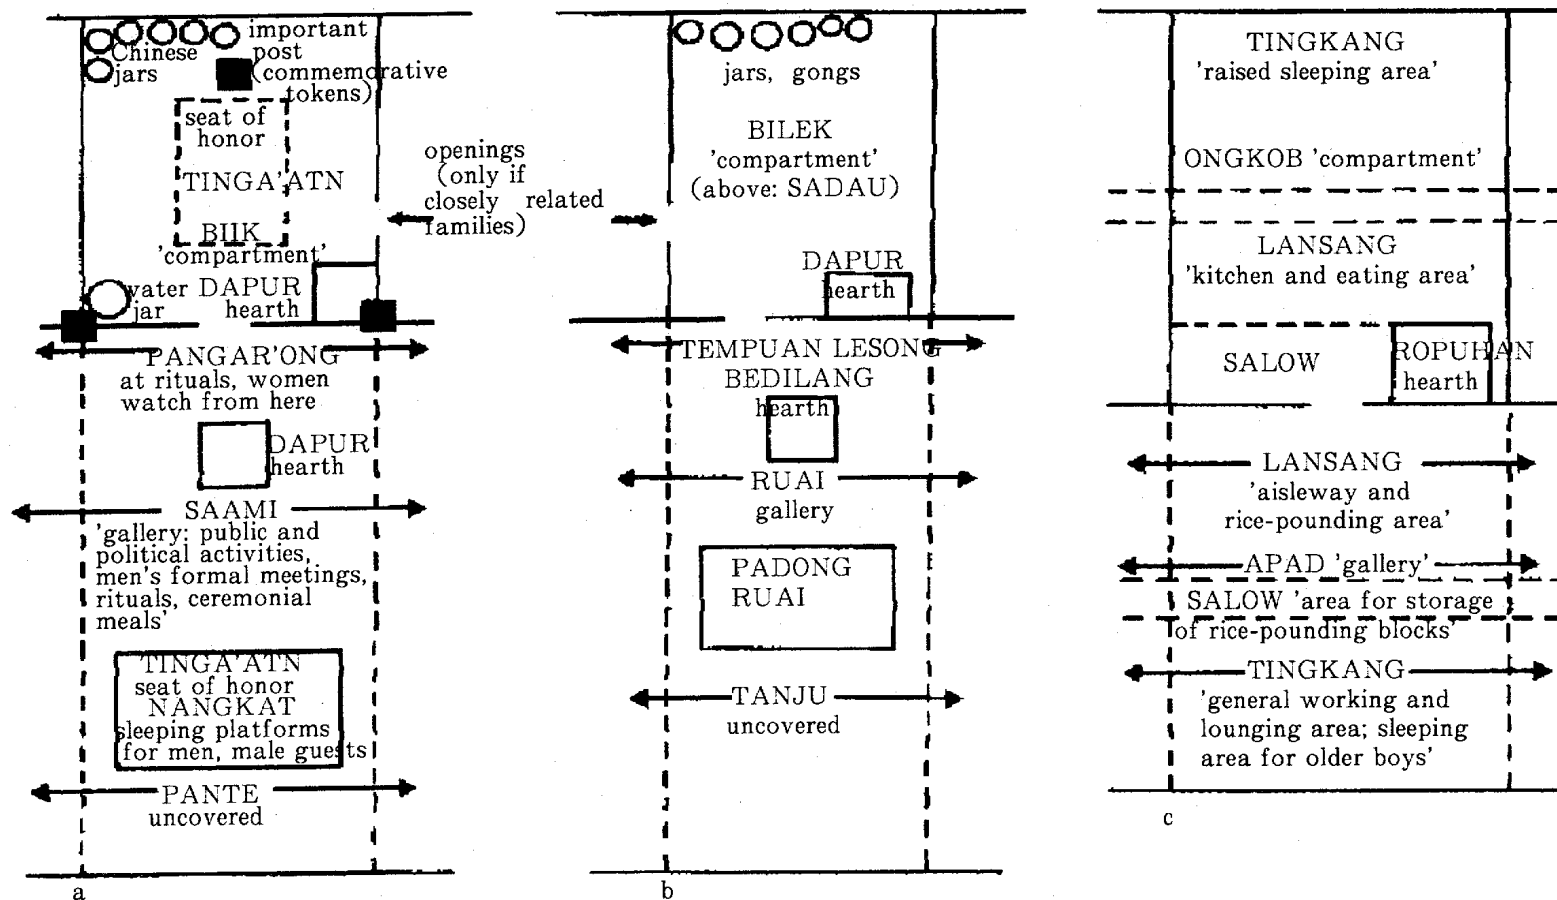 important
Chinese
post
jars
(commemorative
tokens)
seat of
honor
TINGA'ATN
BIIK
'compartment'
water
jar
DAPUR
hearth
PANGAR'ONG
at rituals, women
watch from here
DAPUR
hearth
SAAMI
'gallery: public and
political activities,
men's formal meetings,
rituals, ceremonial
meals'
TINGA'ATN
seat of honor
NANGKAT
sleeping platforms
for men, male guests
PANTE
uncovered
a
openings
(only if
closely related
families)
jars, gongs
BILEK
'compartment'
(above: SADAU)
DAPUR
hearth
TEMPUAN LESONG
BEDILANG
hearth
RUAI
gallery
PADONG
RUAI
TANJU
uncovered
b
TINGKANG
'raised sleeping area'
ONGKOB 'compartment'
LANSANG
'kitchen and eating area'
SALOW
ROPUHAN
hearth
LANSANG
'aisleway and
rice-pounding area'
APAD 'gallery'
SALOW 'area for storage
of rice-pounding blocks'
TINGKANG
'general working and
lounging area; sleeping
area for older boys'
c